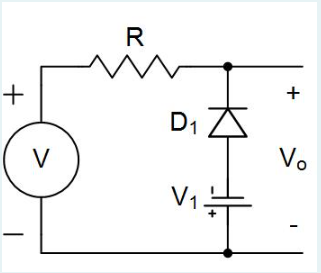 R
+
+
D1
V
Vo
V1
-
+
—
-